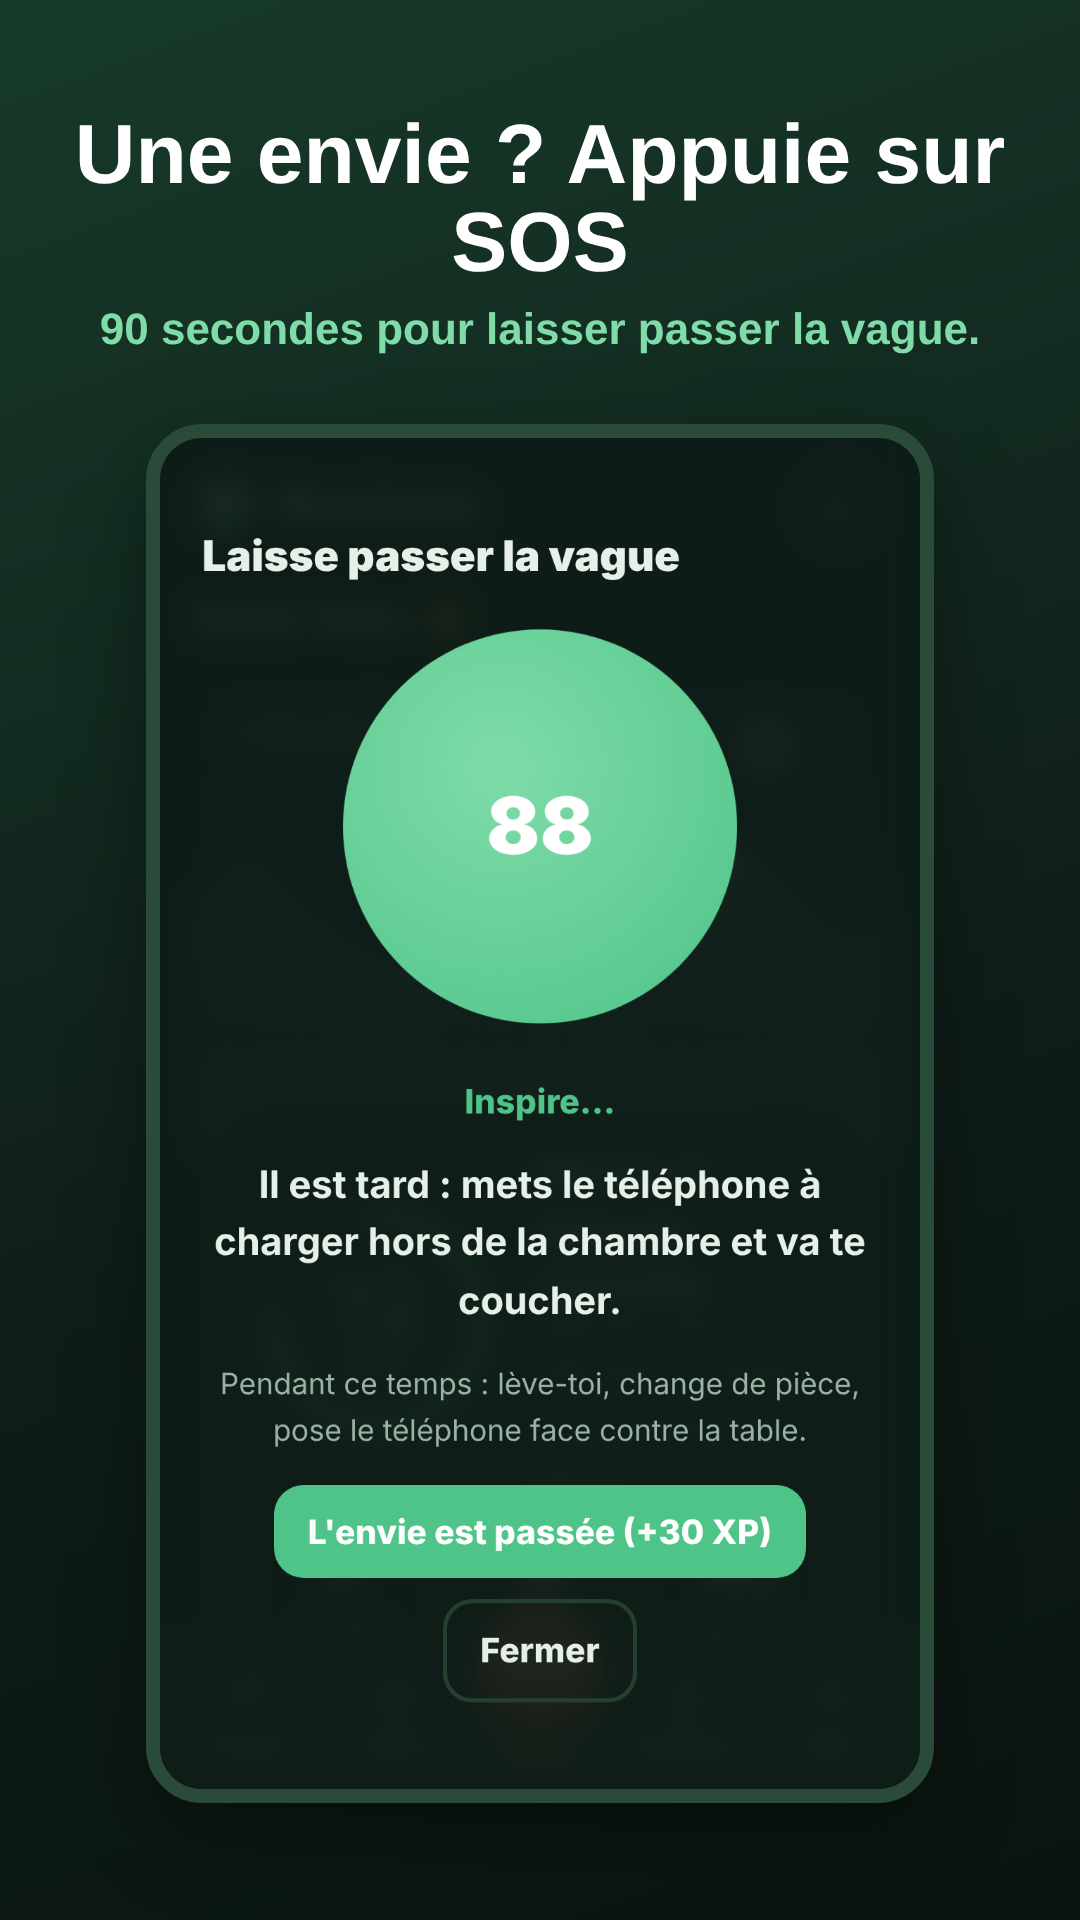 Une envie ? Appuie sur
SOS
90 secondes pour laisser passer la vague.
Laisse passer la vague
88
Inspire…
Il est tard : mets le téléphone à
charger hors de la chambre et va te
coucher.
Pendant ce temps : lève-toi, change de pièce,
pose le téléphone face contre la table.
L'envie est passée (+30 XP)
Fermer